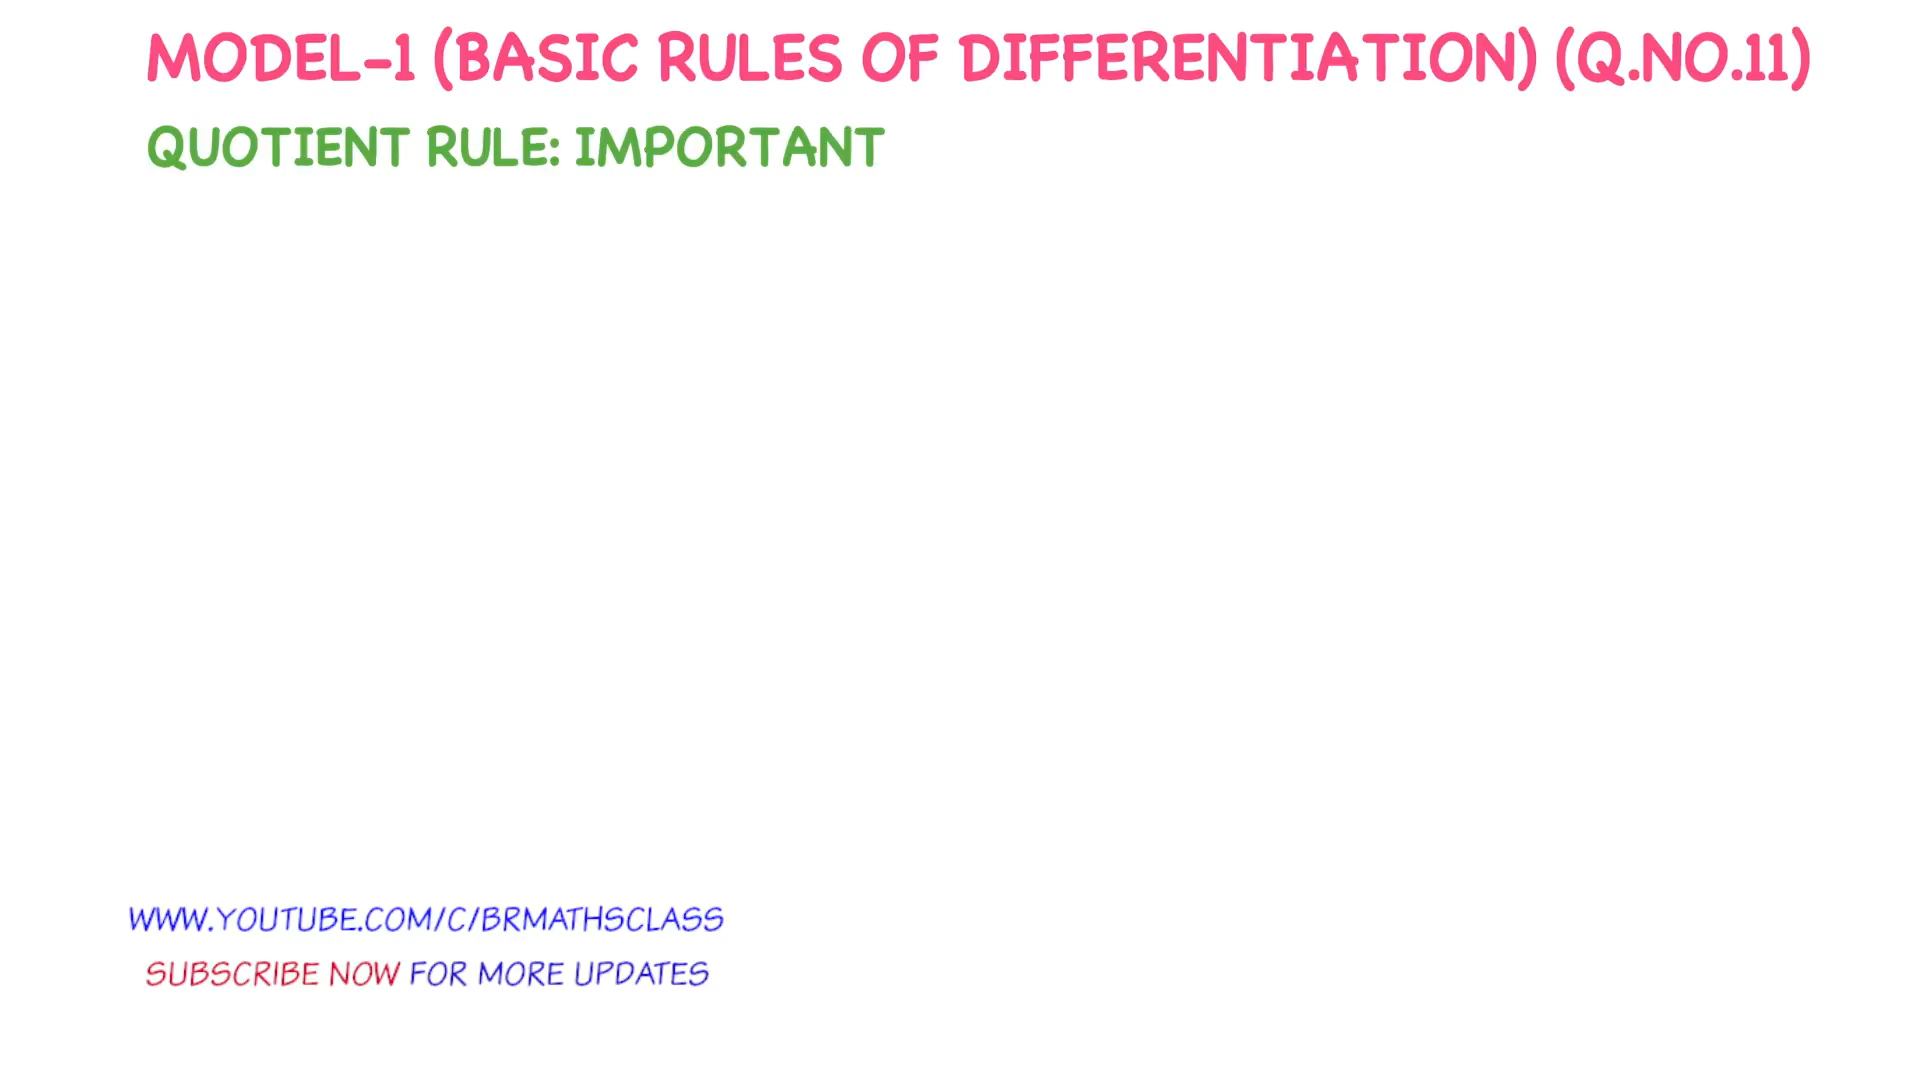 MODEL-1 (BASIC RULES OF DIFFERENTIATION) (Q.NO.11)
QUOTIENT RULE: IMPORTANT
WWW.YOUTUBE.COM/C/BRMATHSCLASS
SUBSCRIBE NOW FOR MORE UPDATES